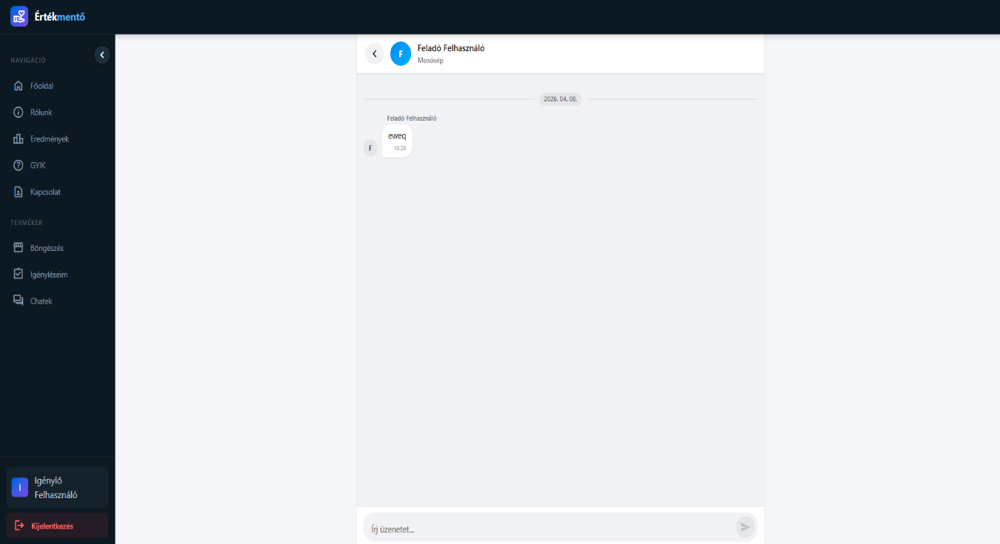 Értékmentő
NAVIGÁCIÓ
Főoldal
Rólunk
Eredmények
GYIK
Kapcsolat
TERMÉKEK
Böngészés
Igényléseim
Chatek
I
Igénylő
Felhasználó
Kijelentkezés
F
Feladó Felhasználó
Mosósép
2026. 04. 08.
Feladó Felhasználó
F
eweq
18:29
Írj üzenetet...